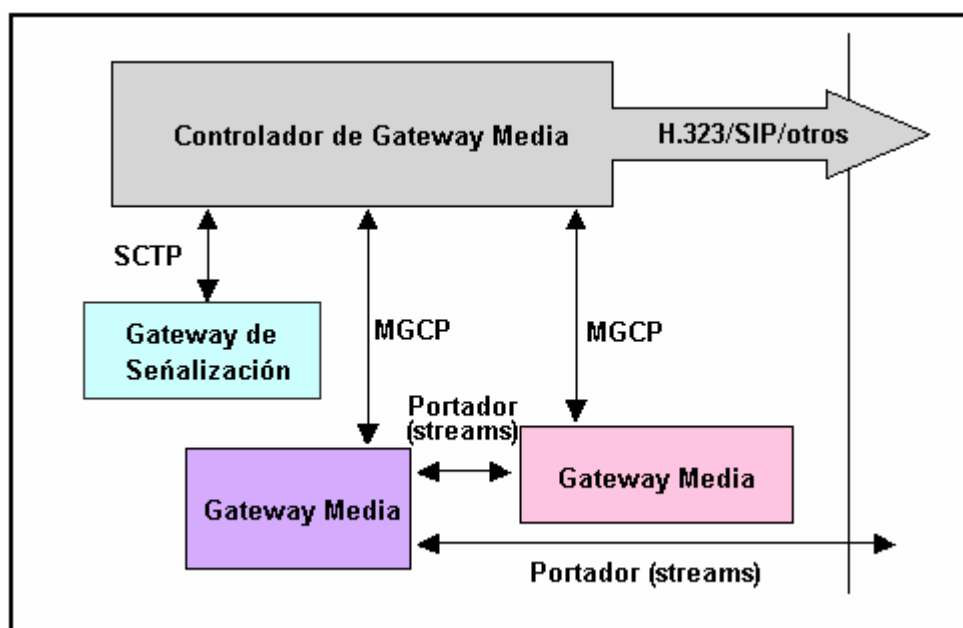 Controlador de Gateway Media
H.323/SIP/otros
SCTP
Gateway de
Seńalización
MGCP
MGCP
Portador
(streams)
Gateway Media
Gateway Media
Portador (streams)